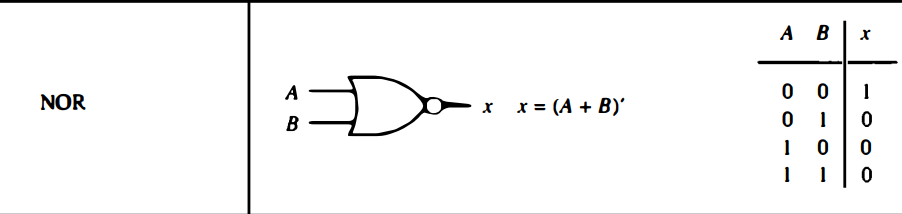 NOR
A
B
x x = (A + B)′
A B x
0 0 1
0 1 0
1 0 0
1 1 0